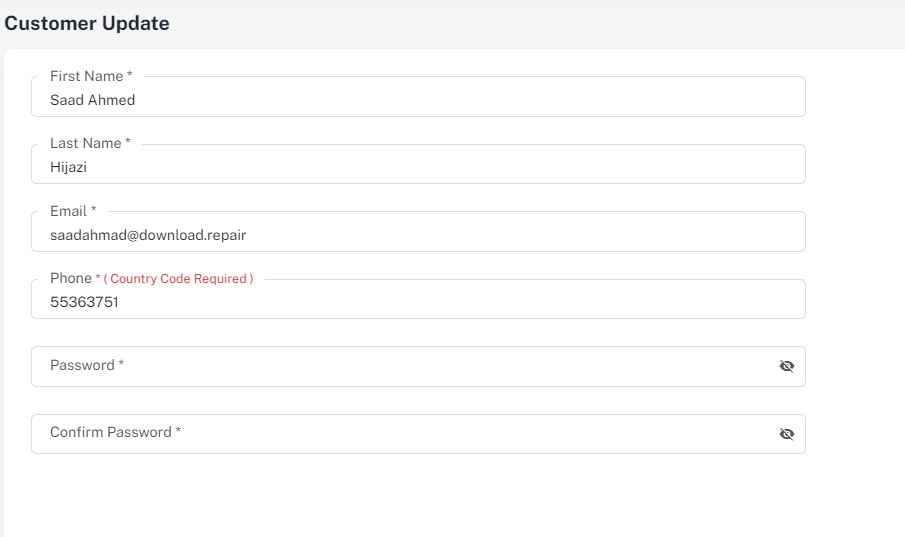 Customer Update
First Name *
Saad Ahmed
Last Name *
Hijazi
Email *
saadahmad@download.repair
Phone * ( Country Code Required )
55363751
Password *
Confirm Password *